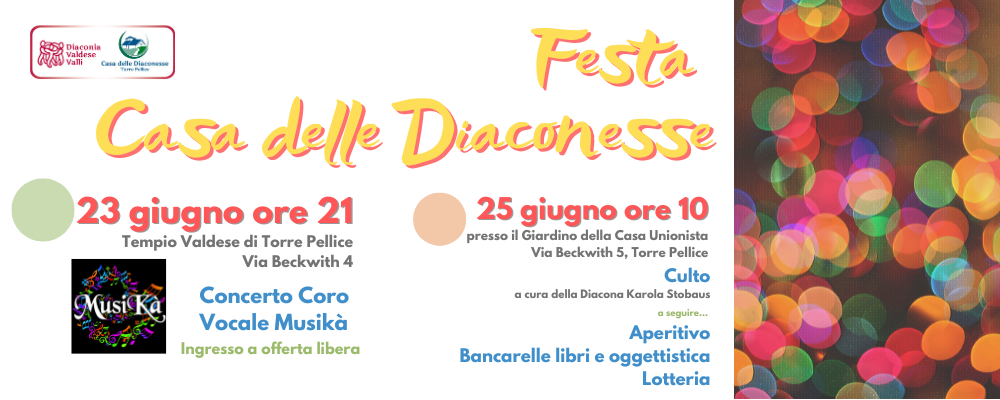 Diaconia
Valdese
Valli
Casa delle Diaconesse
Torre Pellice
Festa
Casa delle Diaconesse
23 giugno ore 21
Tempio Valdese di Torre Pellice
Via Beckwith 4
MusiKà
Concerto Coro
Vocale Musikà
Ingresso a offerta libera
25 giugno ore 10
presso il Giardino della Casa Unionista
Via Beckwith 5, Torre Pellice
Culto
a cura della Diacona Karola Stobaus
a seguire...
Aperitivo
Bancarelle libri e oggettistica
Lotteria